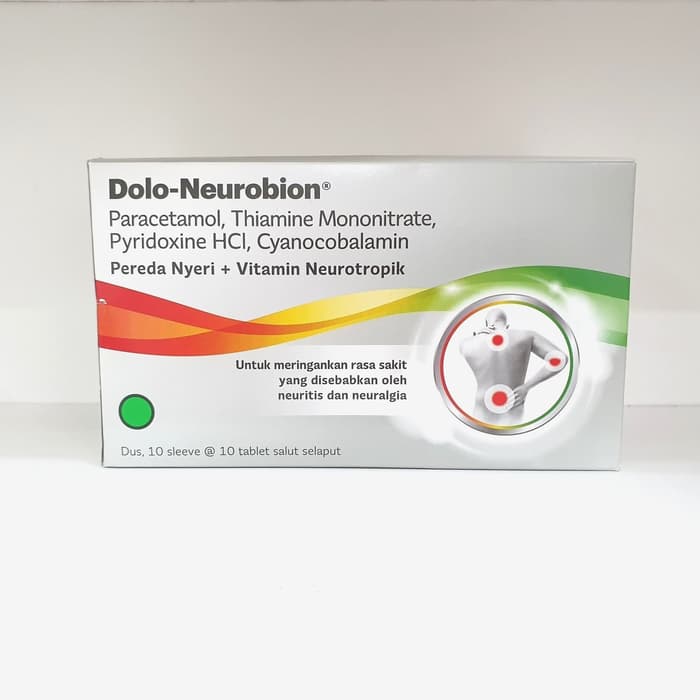 Dolo-Neurobion®
Paracetamol, Thiamine Mononitrate,
Pyridoxine HCl, Cyanocobalamin
Pereda Nyeri + Vitamin Neurotropik
Untuk meringankan rasa sakit
yang disebabkan oleh
neuritis dan neuralgia
Dus, 10 sleeve @ 10 tablet salut selaput